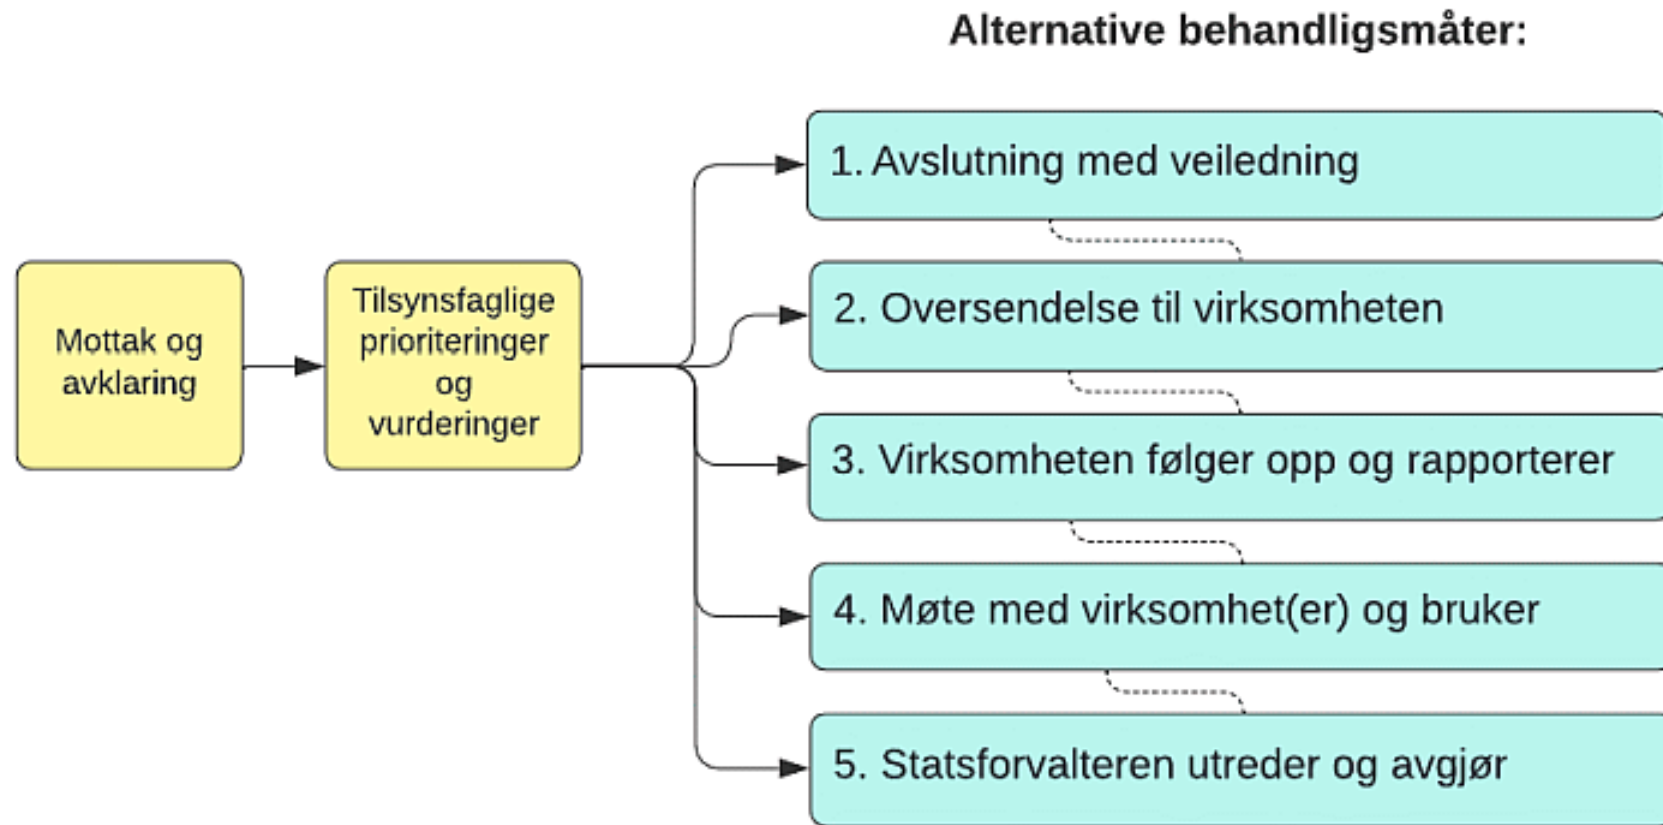 Alternative behandligsmåter:
Mottak og
avklaring
Tilsynsfaglige
prioriteringer
og
vurderinger
1. Avslutning med veiledning
2. Oversendelse til virksomheten
3. Virksomheten følger opp og rapporterer
4. Møte med virksomhet(er) og bruker
5. Statsforvalteren utreder og avgjør